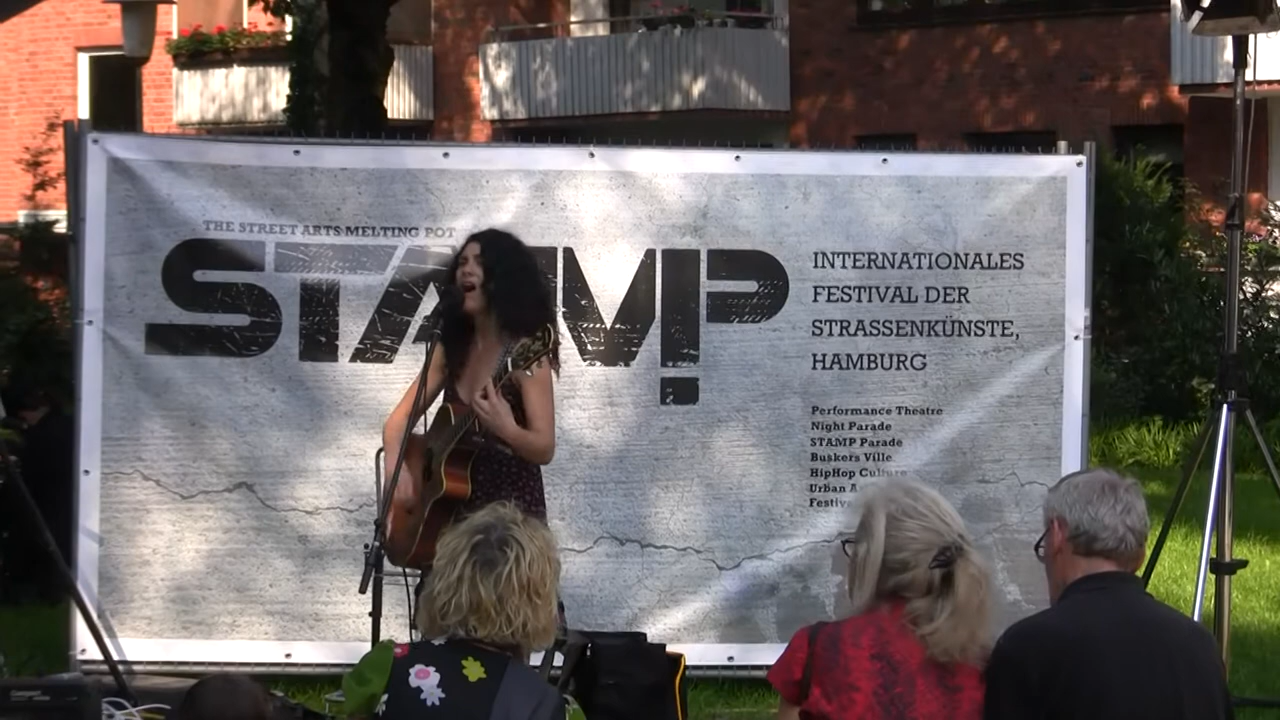 THE STREET ARTS MELTING POT
STAMP
INTERNATIONALES
FESTIVAL DER
STRASSENKÜNSTE,
HAMBURG
Performance Theatre
Night Parade
STAMP Parade
Buskers Ville
HipHop Culture
Urban